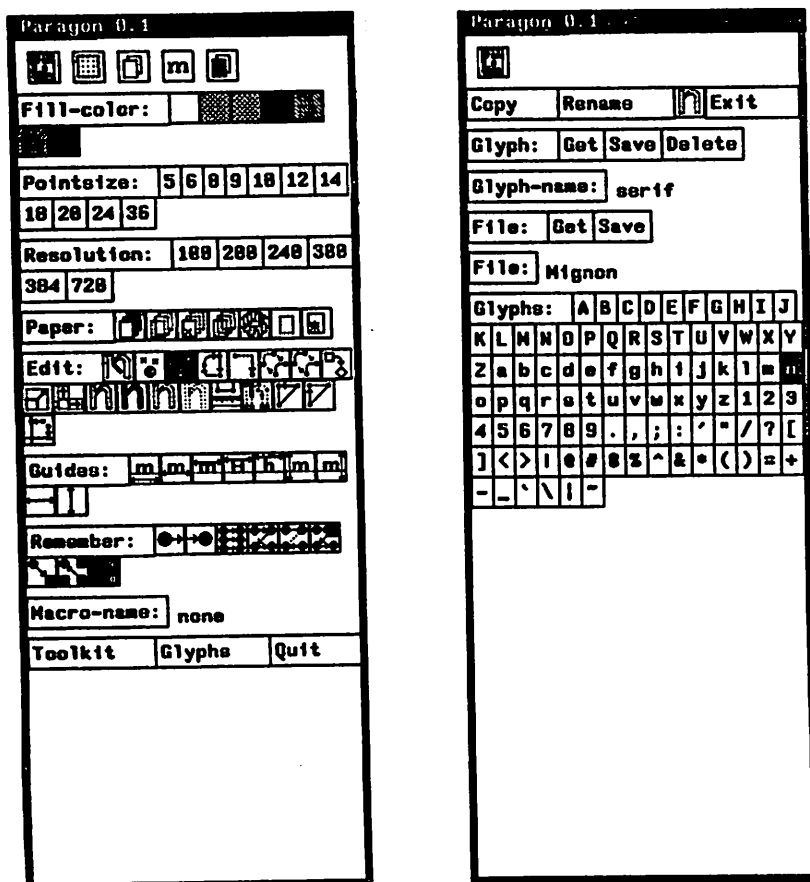 Paragon 0.1
m
Fill-color:
Pointsize: 5 6 8 9 10 12 14
18 20 24 36
Resolution: 100 200 240 300
384 720
Paper:
Edit:
Guides: m m m H h m m
Remember:
Macro-name: none
Toolkit Glyphs Quit
Paragon 0.1
Copy Rename Exit
Glyph: Get Save Delete
Glyph-name: serif
File: Get Save
File: Mignon
Glyphs: A B C D E F G H I J
K L M N O P Q R S T U V W X Y
Z a b c d e f g h i j k l m n
o p q r s t u v w x y z 1 2 3
4 5 6 7 8 9 . , ; : ' " / ? [
] < > ! @ # $ % ^ & * ( ) = +
- _ ` \ | ~